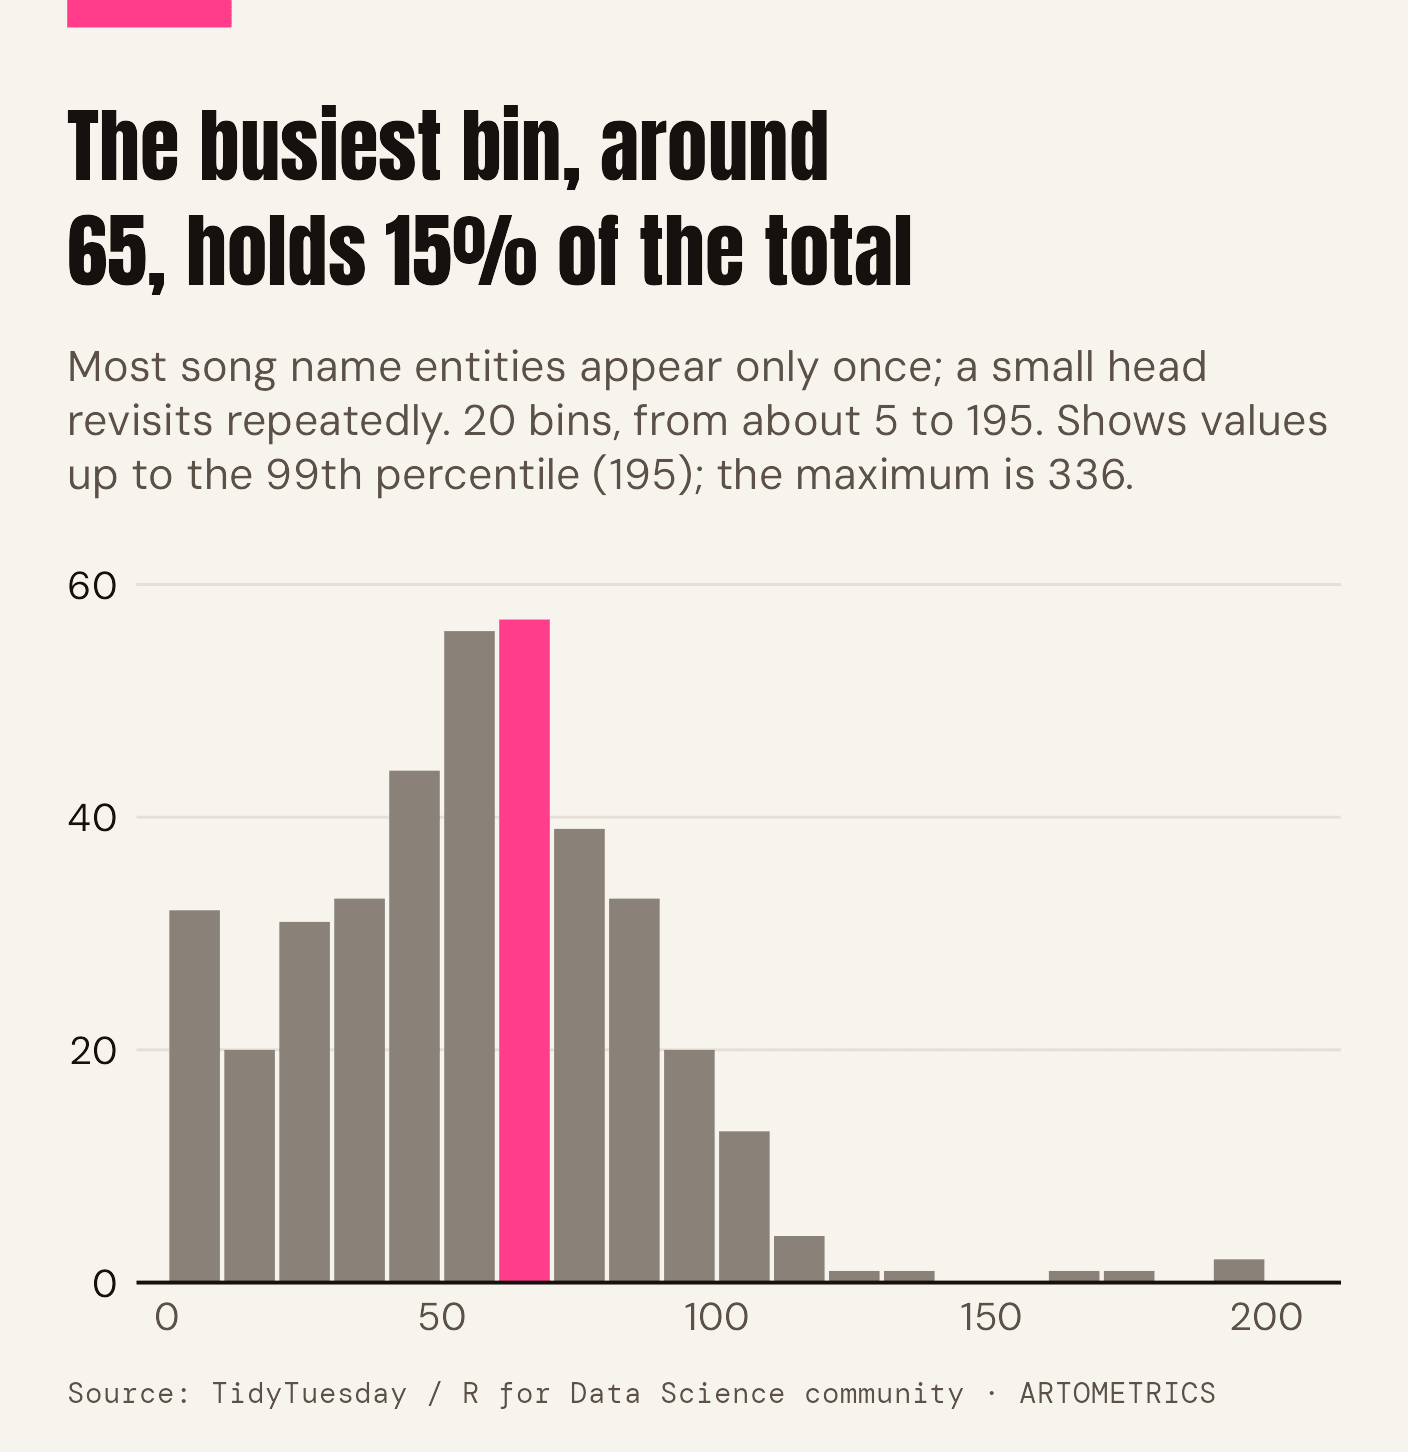 The busiest bin, around
65, holds 15% of the total
Most song name entities appear only once; a small head
revisits repeatedly. 20 bins, from about 5 to 195. Shows values
up to the 99th percentile (195); the maximum is 336.
60
40
20
0
0 50 100 150 200
Source: TidyTuesday / R for Data Science community · ARTOMETRICS